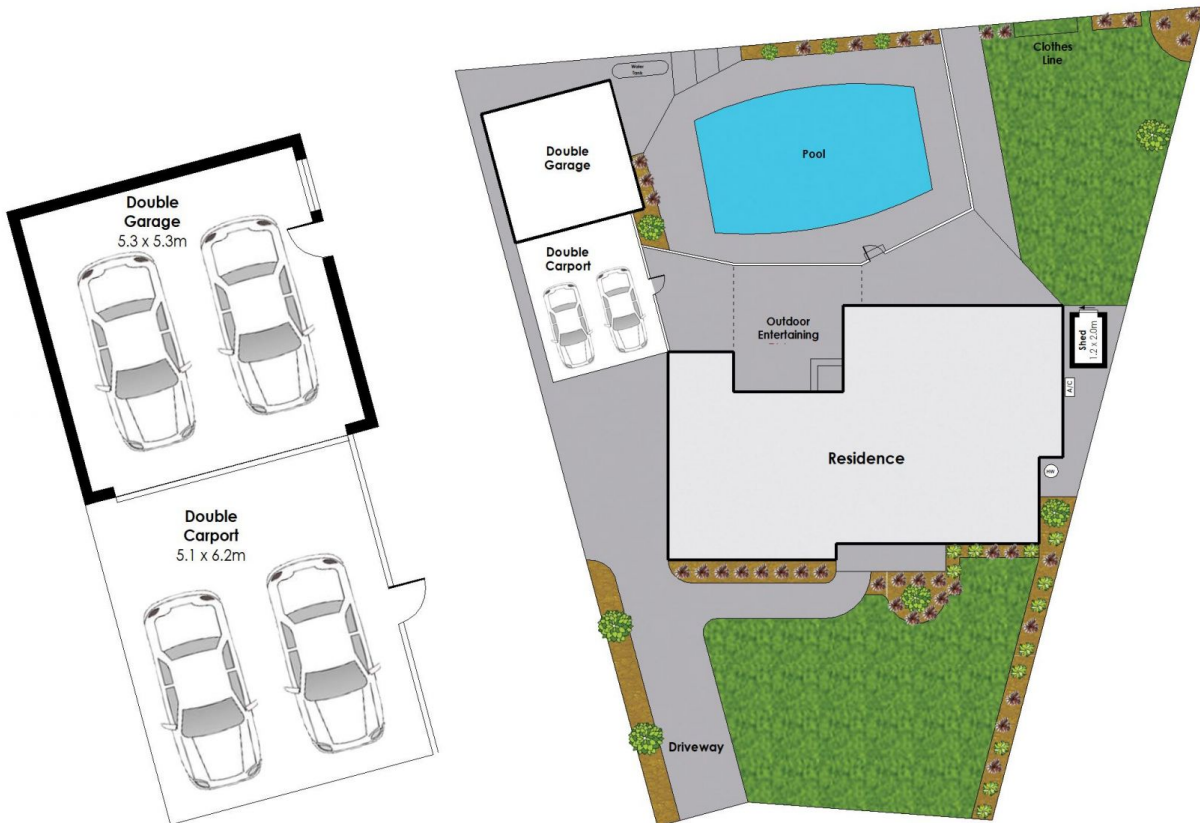 Double
Garage
5.3 x 5.3m
Double
Carport
5.1 x 6.2m
Water
Tank
Clothes
Line
Double
Garage
Pool
Double
Carport
Outdoor
Entertaining
Shed
1.2 x 2.0m
A/C
Residence
HW
Driveway